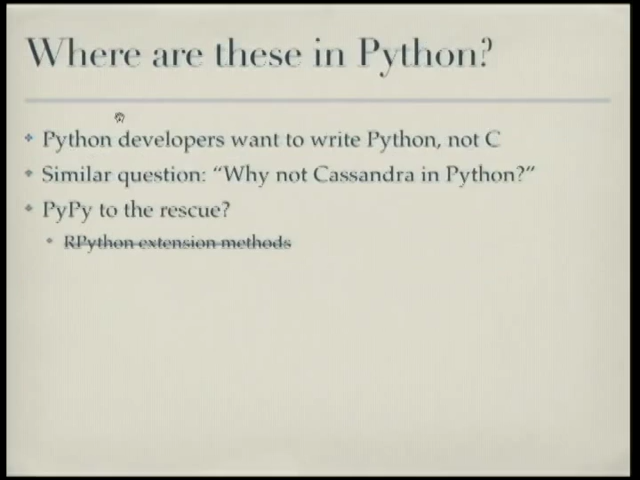 Where are these in Python?
Python developers want to write Python, not C
Similar question: “Why not Cassandra in Python?”
PyPy to the rescue?
RPython extension methods